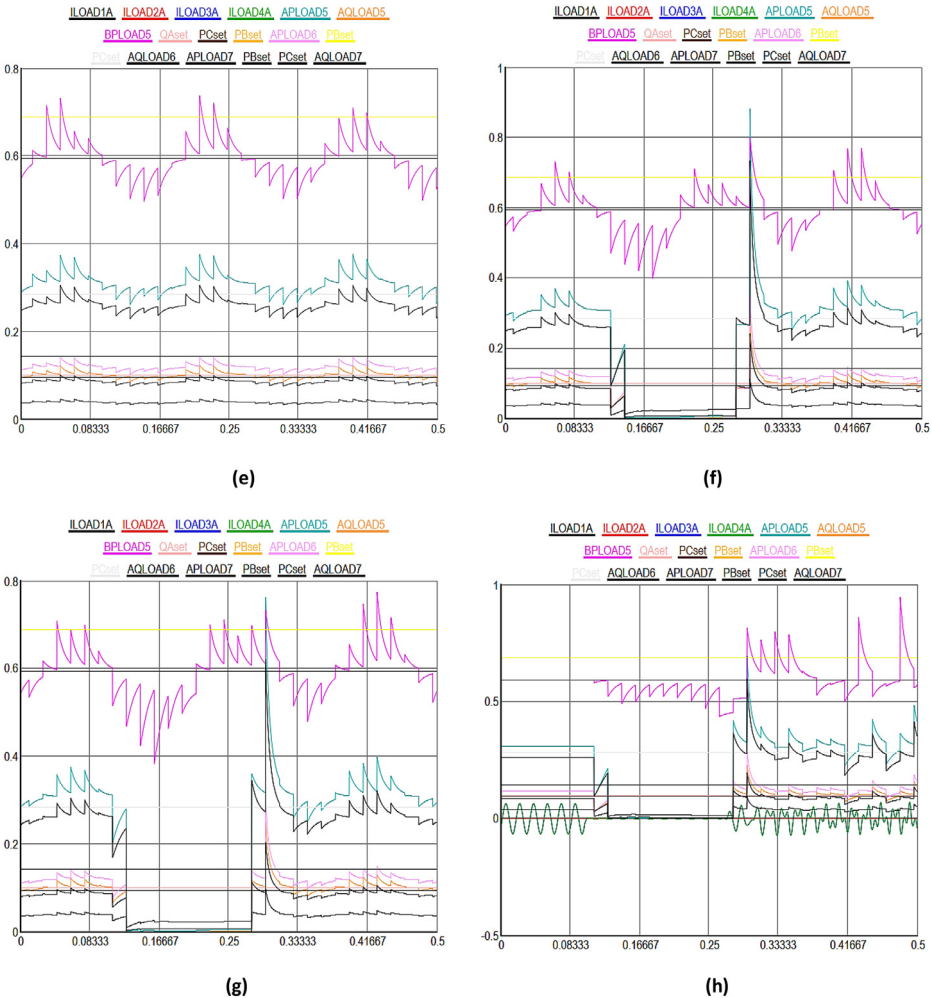 ILOAD1A ILOAD2A ILOAD3A ILOAD4A APLOAD5 AQLOAD5
BPLOAD5 QAset PCset PBset APLOAD6 PBset
PCset AQLOAD6 APLOAD7 PBset PCset AQLOAD7
0.8
0.6
0.4
0.2
0
0 0.08333 0.16667 0.25 0.33333 0.41667 0.5
(e)
ILOAD1A ILOAD2A ILOAD3A ILOAD4A APLOAD5 AQLOAD5
BPLOAD5 QAset PCset PBset APLOAD6 PBset
PCset AQLOAD6 APLOAD7 PBset PCset AQLOAD7
1
0.8
0.6
0.4
0.2
0
0 0.08333 0.16667 0.25 0.33333 0.41667 0.5
(f)
ILOAD1A ILOAD2A ILOAD3A ILOAD4A APLOAD5 AQLOAD5
BPLOAD5 QAset PCset PBset APLOAD6 PBset
PCset AQLOAD6 APLOAD7 PBset PCset AQLOAD7
0.8
0.6
0.4
0.2
0
0 0.08333 0.16667 0.25 0.33333 0.41667 0.5
(g)
ILOAD1A ILOAD2A ILOAD3A ILOAD4A APLOAD5 AQLOAD5
BPLOAD5 QAset PCset PBset APLOAD6 PBset
PCset AQLOAD6 APLOAD7 PBset PCset AQLOAD7
1
0.5
0
-0.5
0 0.08333 0.16667 0.25 0.33333 0.41667 0.5
(h)